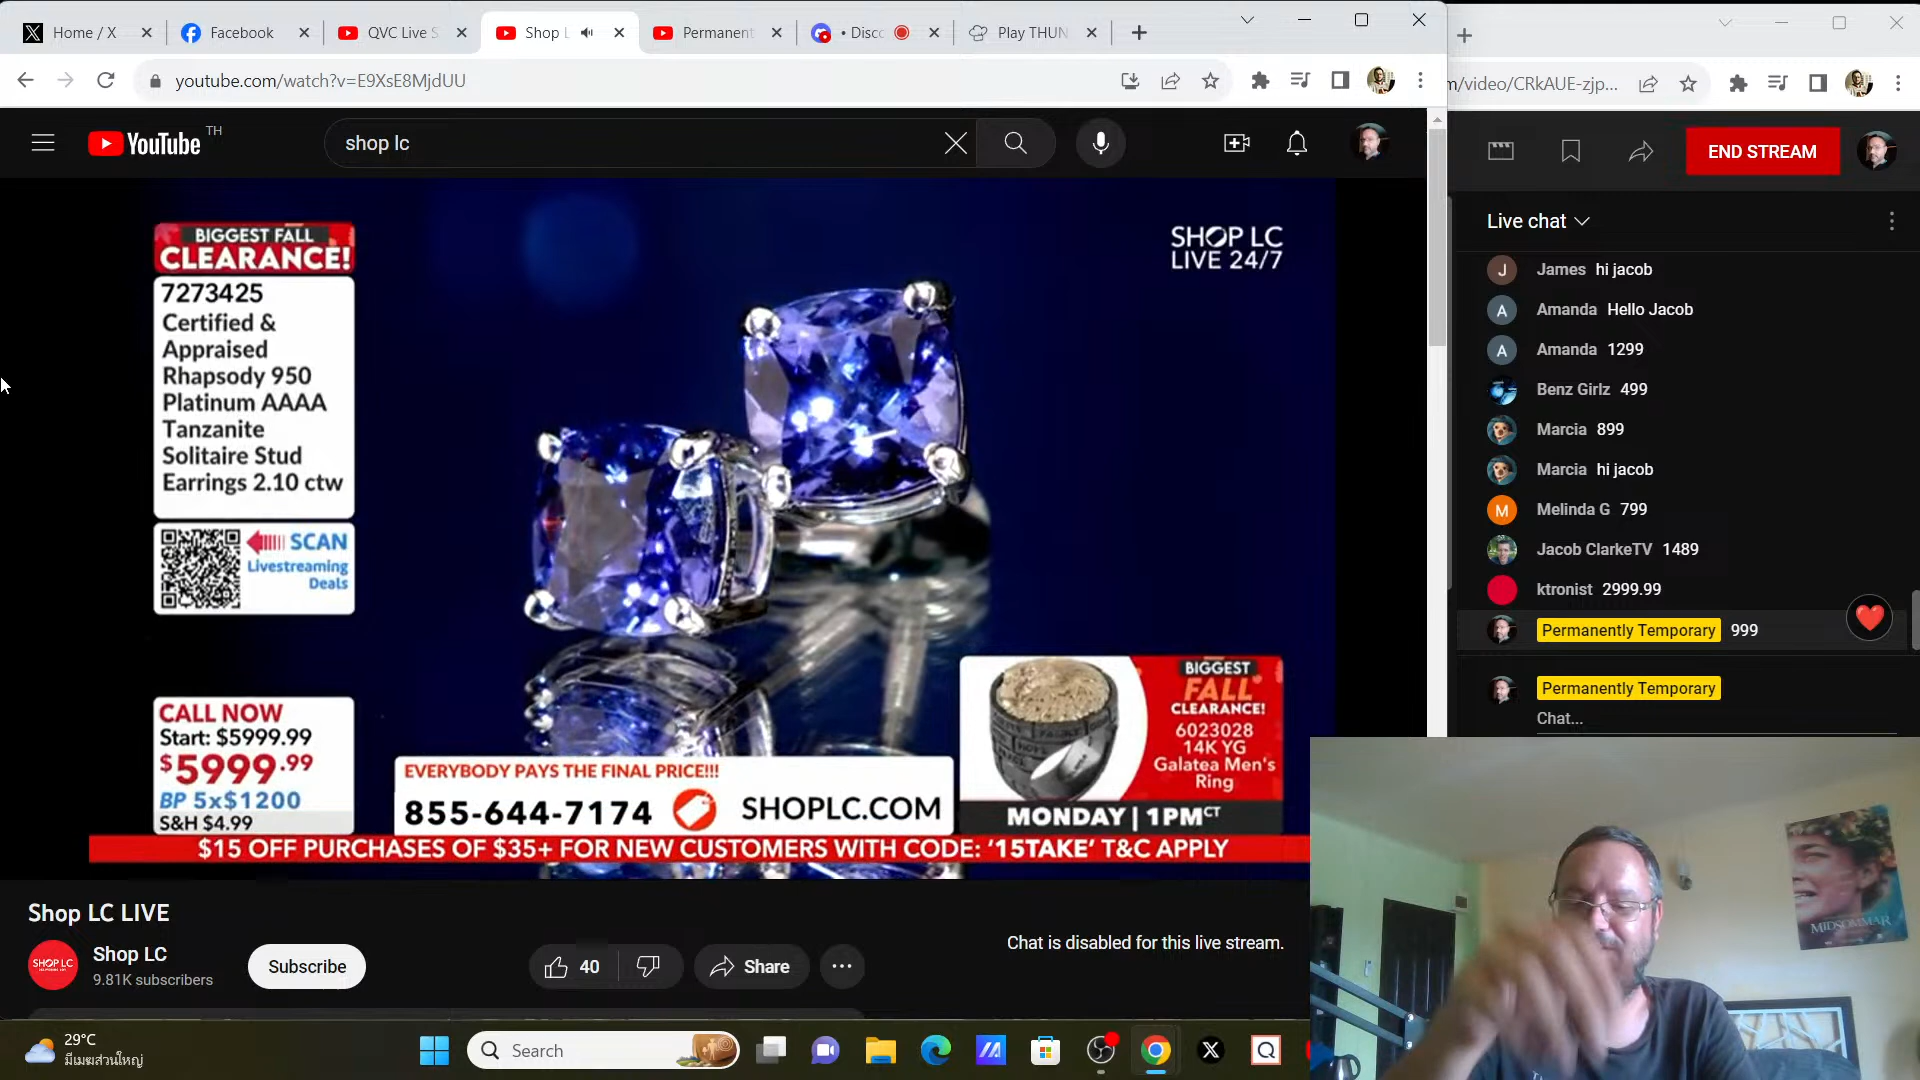 Home / X
Facebook
QVC Live S
Shop L
Permanent
• Disco
Play THUN
youtube.com/watch?v=E9XsE8MjdUU
m/video/CRkAUE-zjp...
YouTube TH
shop lc
END STREAM
BIGGEST FALL
CLEARANCE!
7273425
Certified &
Appraised
Rhapsody 950
Platinum AAAA
Tanzanite
Solitaire Stud
Earrings 2.10 ctw
SCAN
Livestreaming
Deals
SHOP LC
LIVE 24/7
CALL NOW
Start: $5999.99
$5999.99
BP 5x$1200
S&H $4.99
EVERYBODY PAYS THE FINAL PRICE!!!
855-644-7174
SHOPLC.COM
BIGGEST
FALL
CLEARANCE!
6023028
14K YG
Galatea Men's
Ring
MONDAY | 1PM CT
$15 OFF PURCHASES OF $35+ FOR NEW CUSTOMERS WITH CODE: '15TAKE' T&C APPLY
Shop LC LIVE
SHOP LC
Shop LC
9.81K subscribers
Subscribe
40
Share
Chat is disabled for this live stream.
Live chat
J James hi jacob
A Amanda Hello Jacob
A Amanda 1299
Benz Girlz 499
Marcia 899
Marcia hi jacob
M Melinda G 799
Jacob ClarkeTV 1489
ktronist 2999.99
Permanently Temporary 999
Permanently Temporary
Chat...
MIDSOMMAR
29°C
มีเมฆส่วนใหญ่
Search